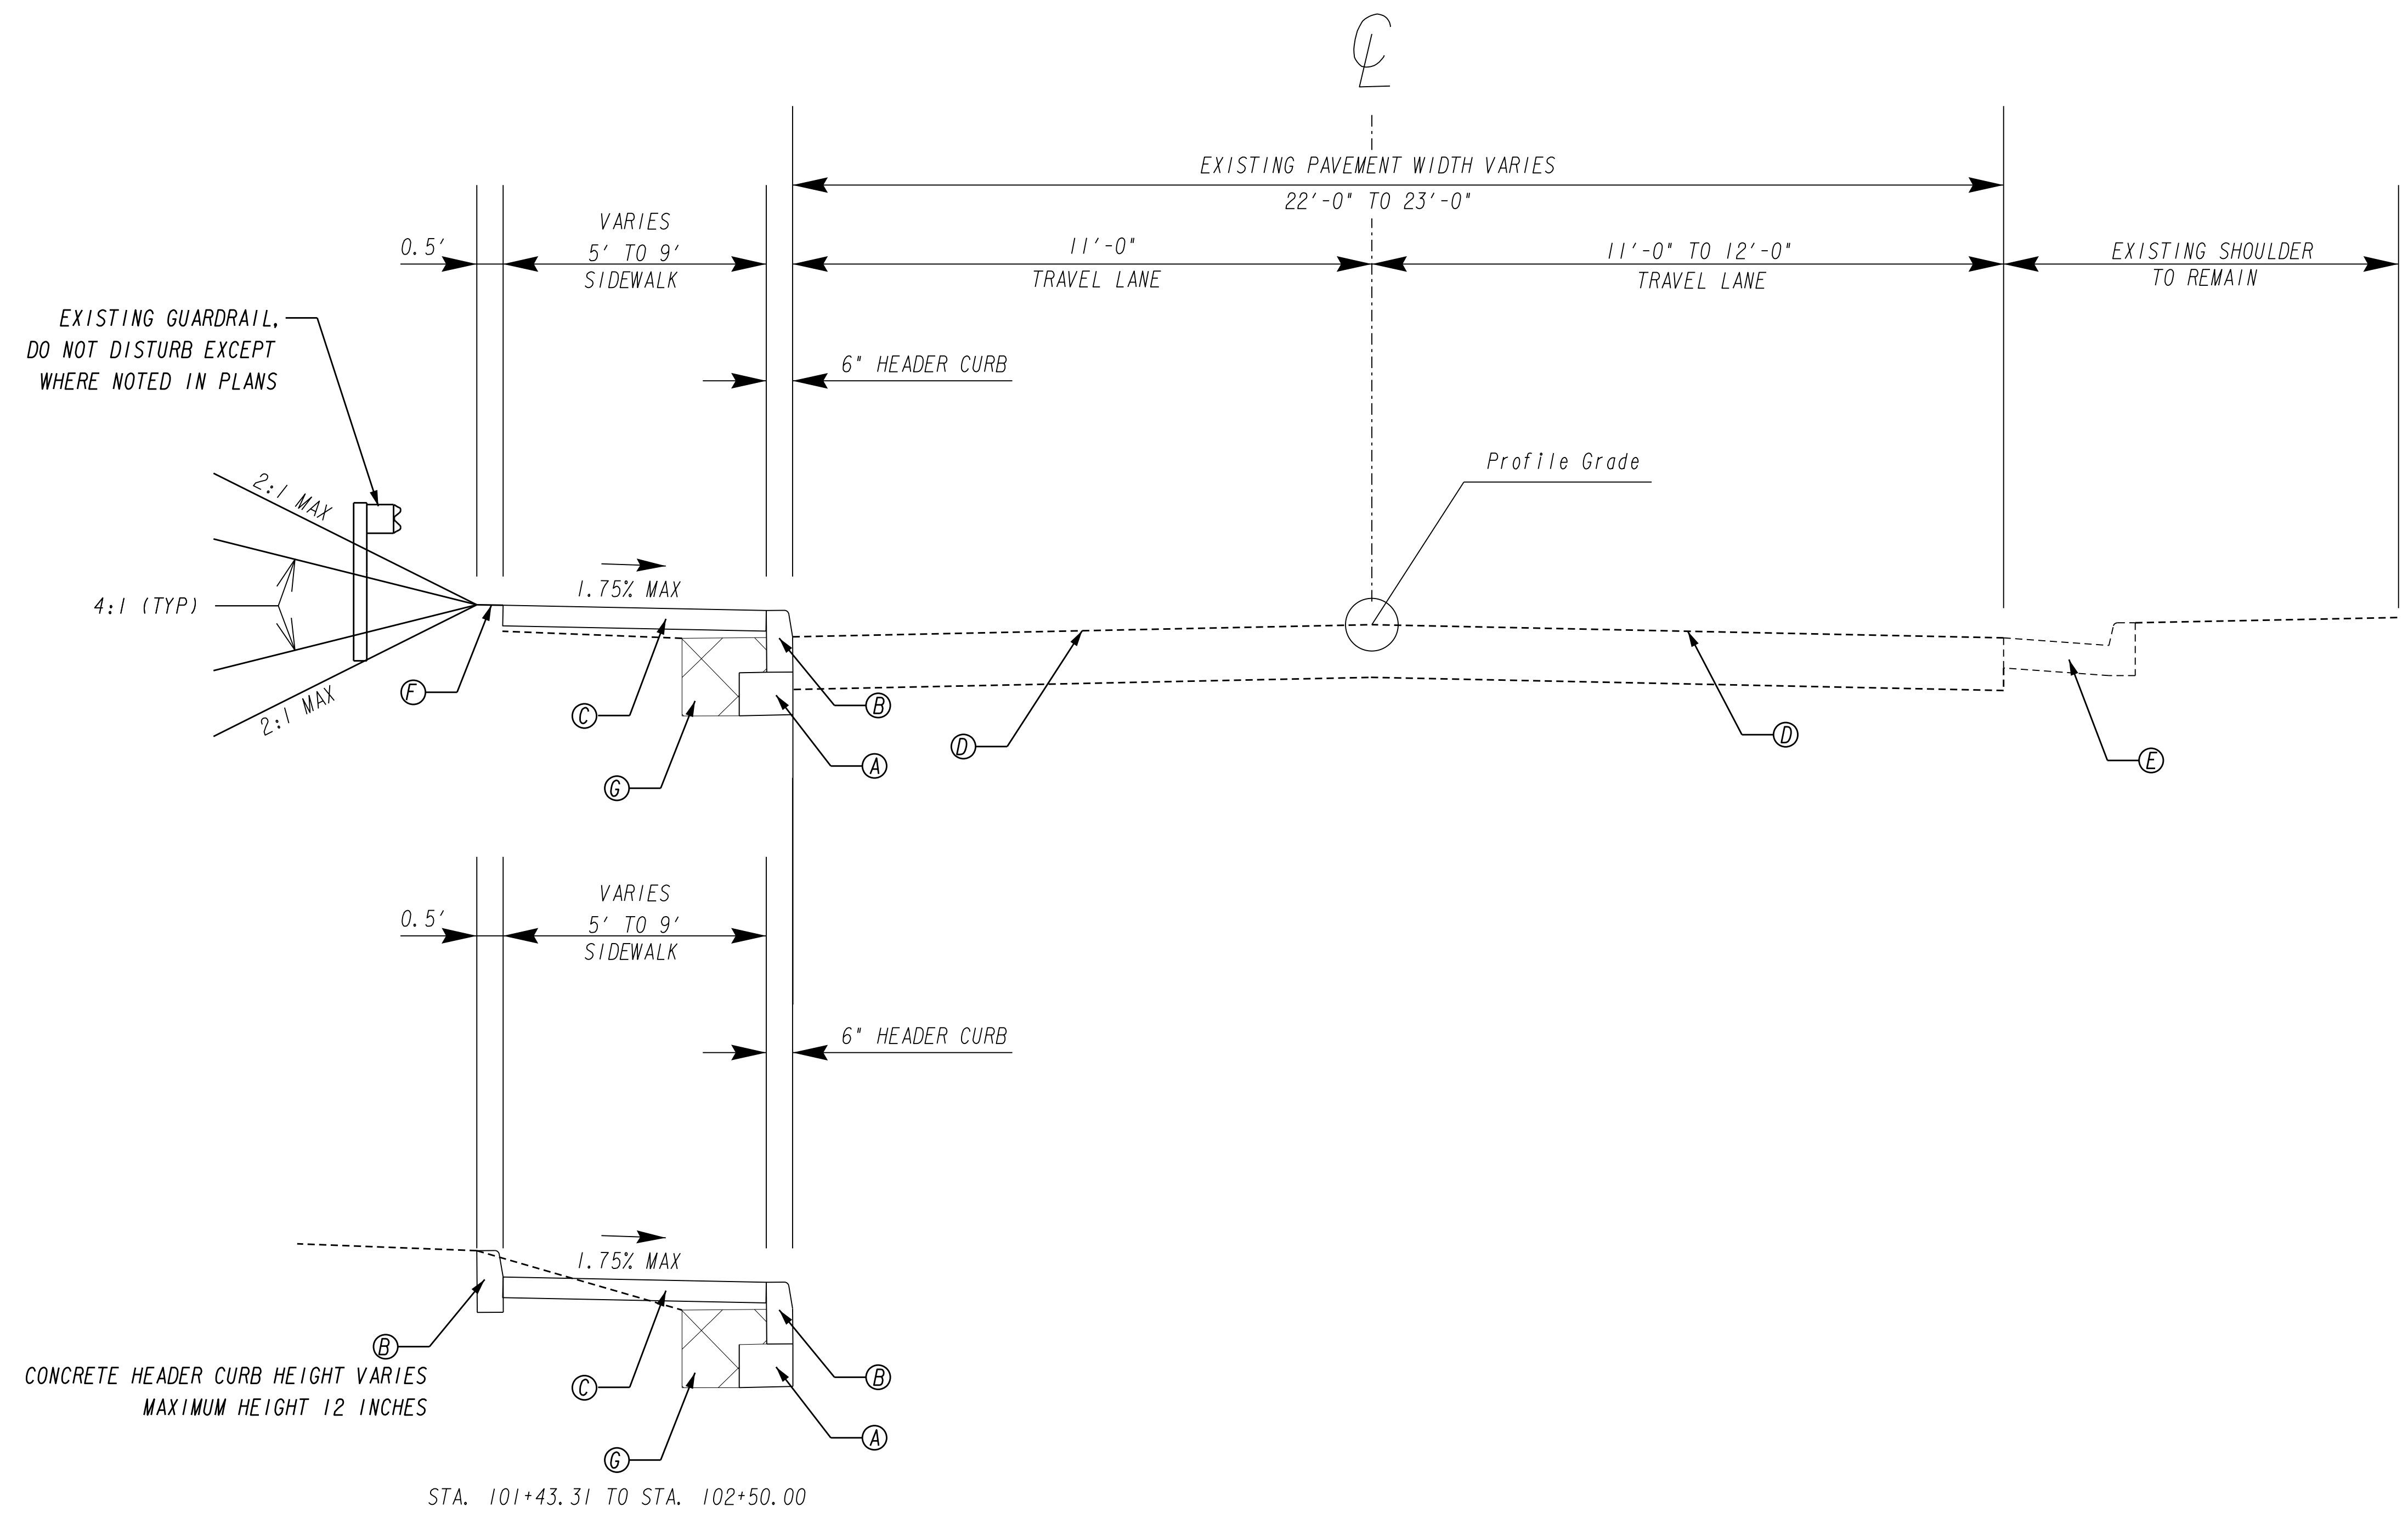 CL
EXISTING PAVEMENT WIDTH VARIES
22'-0" TO 23'-0"
0.5'
VARIES
5' TO 9'
SIDEWALK
11'-0"
TRAVEL LANE
11'-0" TO 12'-0"
TRAVEL LANE
EXISTING SHOULDER
TO REMAIN
EXISTING GUARDRAIL,
DO NOT DISTURB EXCEPT
WHERE NOTED IN PLANS
6" HEADER CURB
Profile Grade
2:1 MAX
1.75% MAX
4:1 (TYP)
2:1 MAX
F
C
B
G
A
D
D
E
0.5'
VARIES
5' TO 9'
SIDEWALK
6" HEADER CURB
1.75% MAX
B
CONCRETE HEADER CURB HEIGHT VARIES
MAXIMUM HEIGHT 12 INCHES
C
B
A
G
STA. 101+43.31 TO STA. 102+50.00